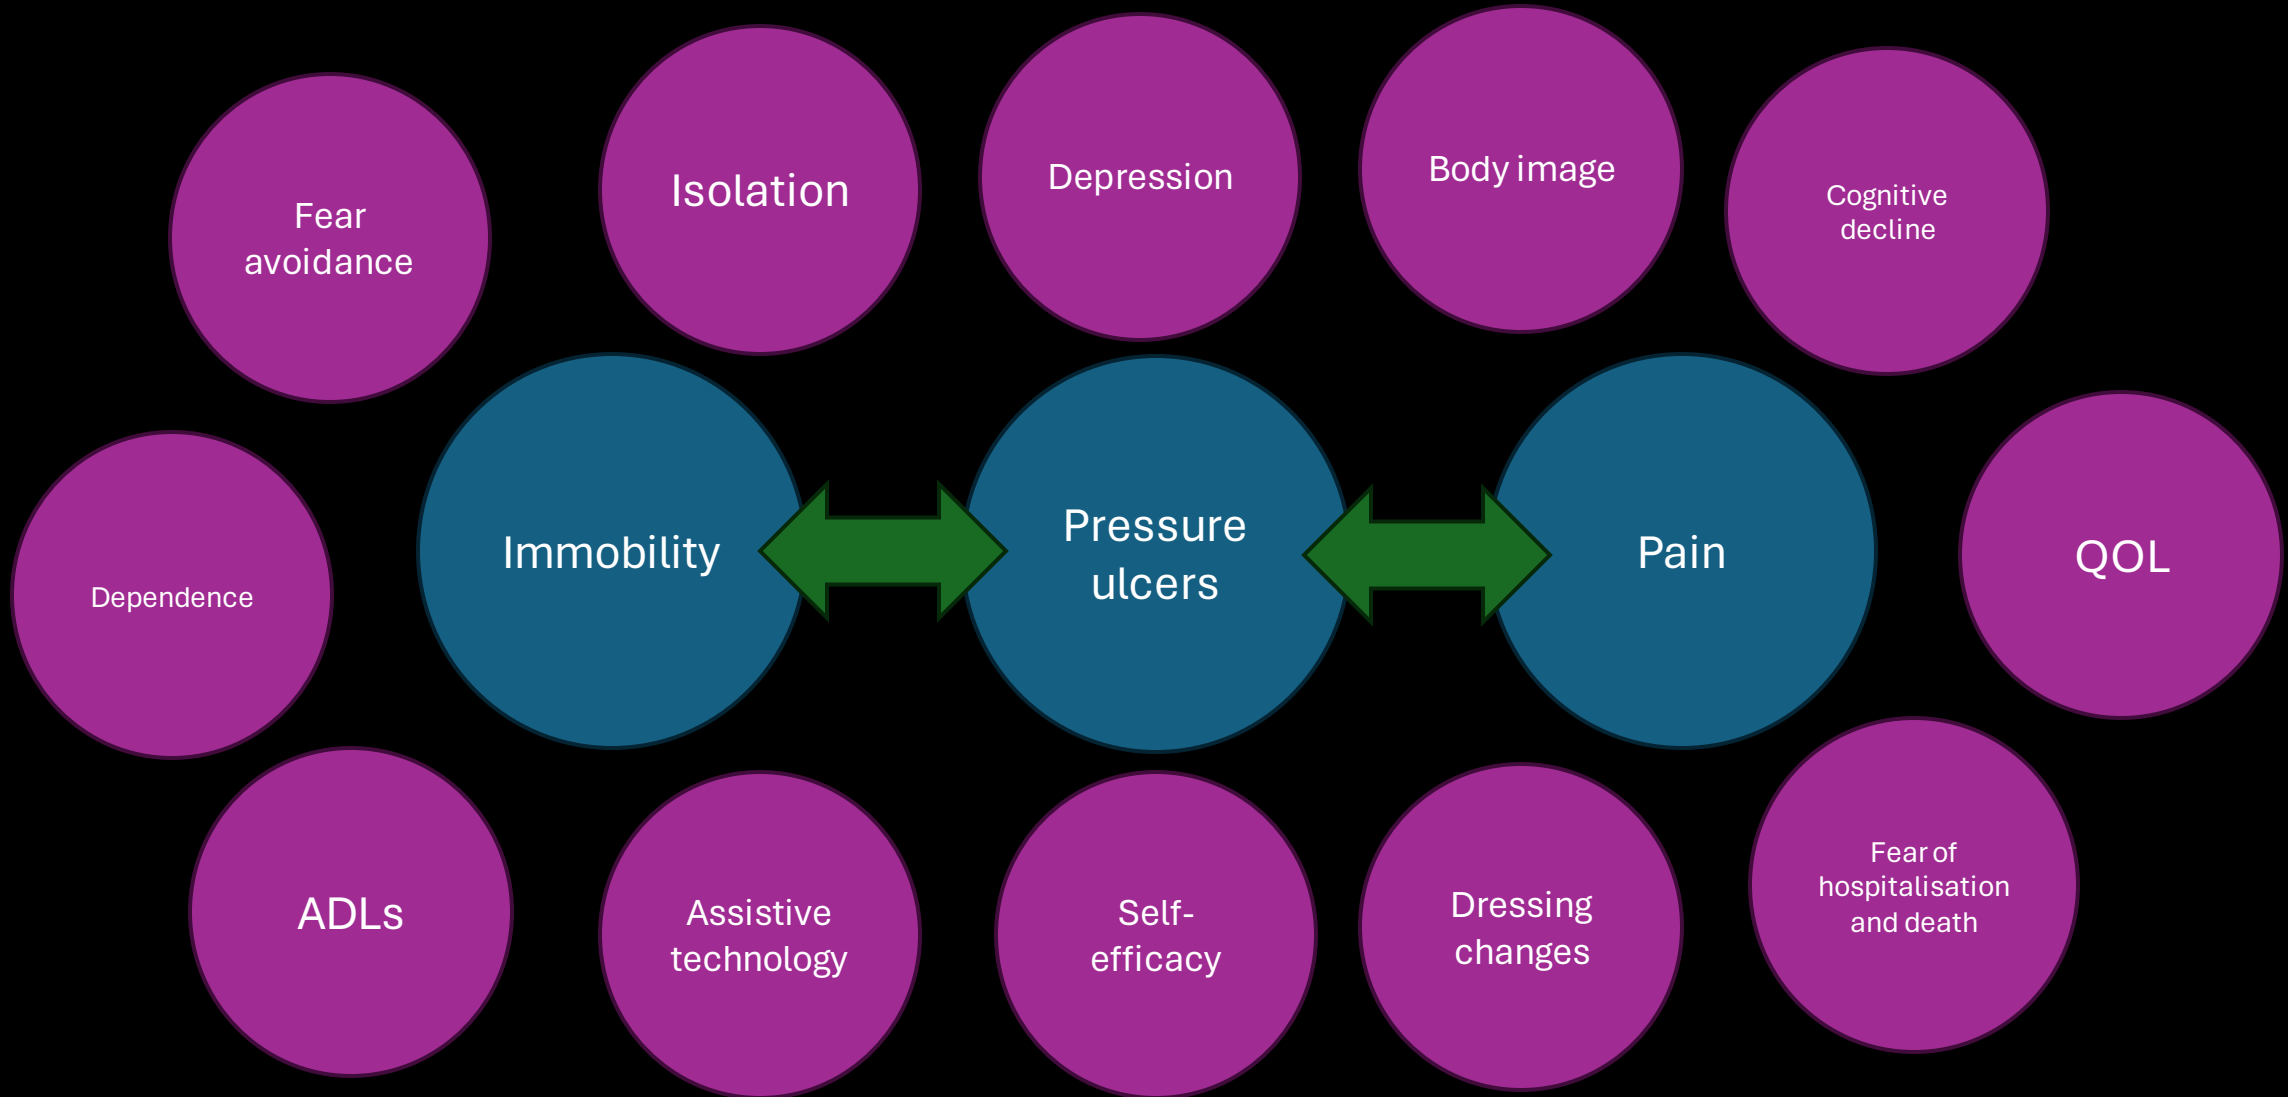 Fear
avoidance
Isolation
Depression
Body image
Cognitive
decline
Dependence
Immobility
Pressure
ulcers
Pain
QOL
ADLs
Assistive
technology
Self-
efficacy
Dressing
changes
Fear of
hospitalisation
and death